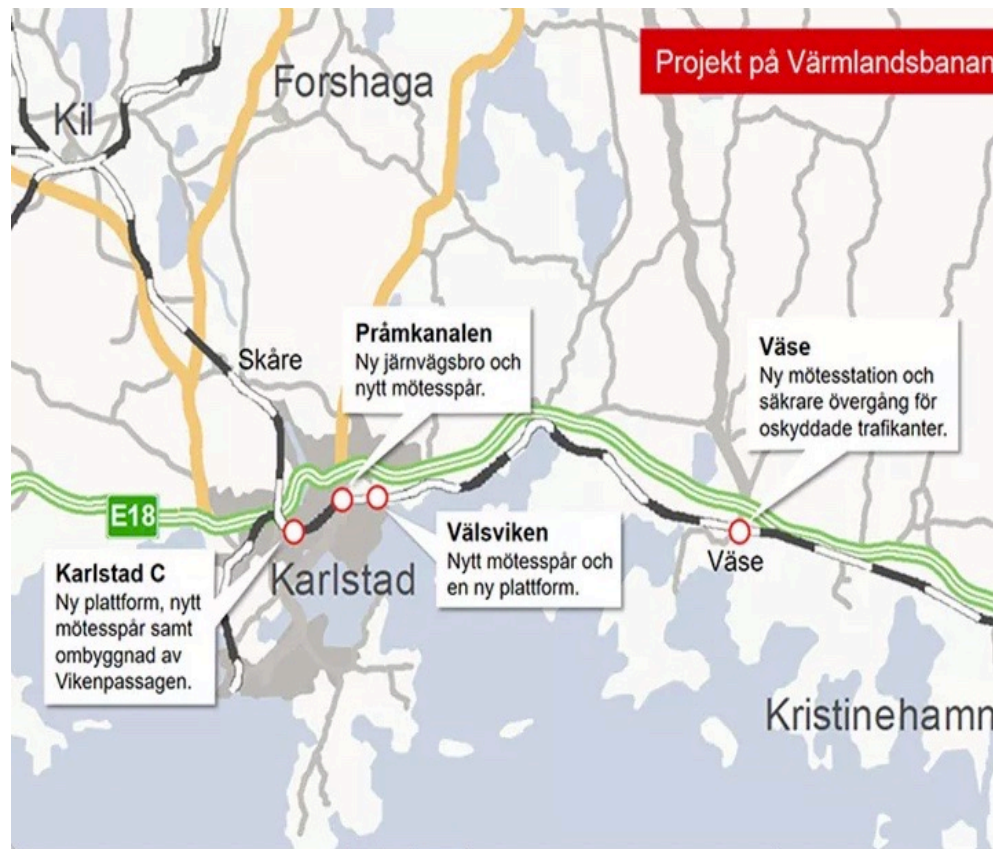 Projekt på Värmlandsbanan
Forshaga
Kil
Skåre
Pråmkanalen
Ny järnvägsbro och
nytt mötesspår.
Väse
Ny mötesstation och
säkrare övergång för
oskyddade trafikanter.
E18
Karlstad C
Ny plattform, nytt
mötesspår samt
ombyggnad av
Vikenpassagen.
Karlstad
Välsviken
Nytt mötesspår och
en ny plattform.
Väse
Kristinehamn